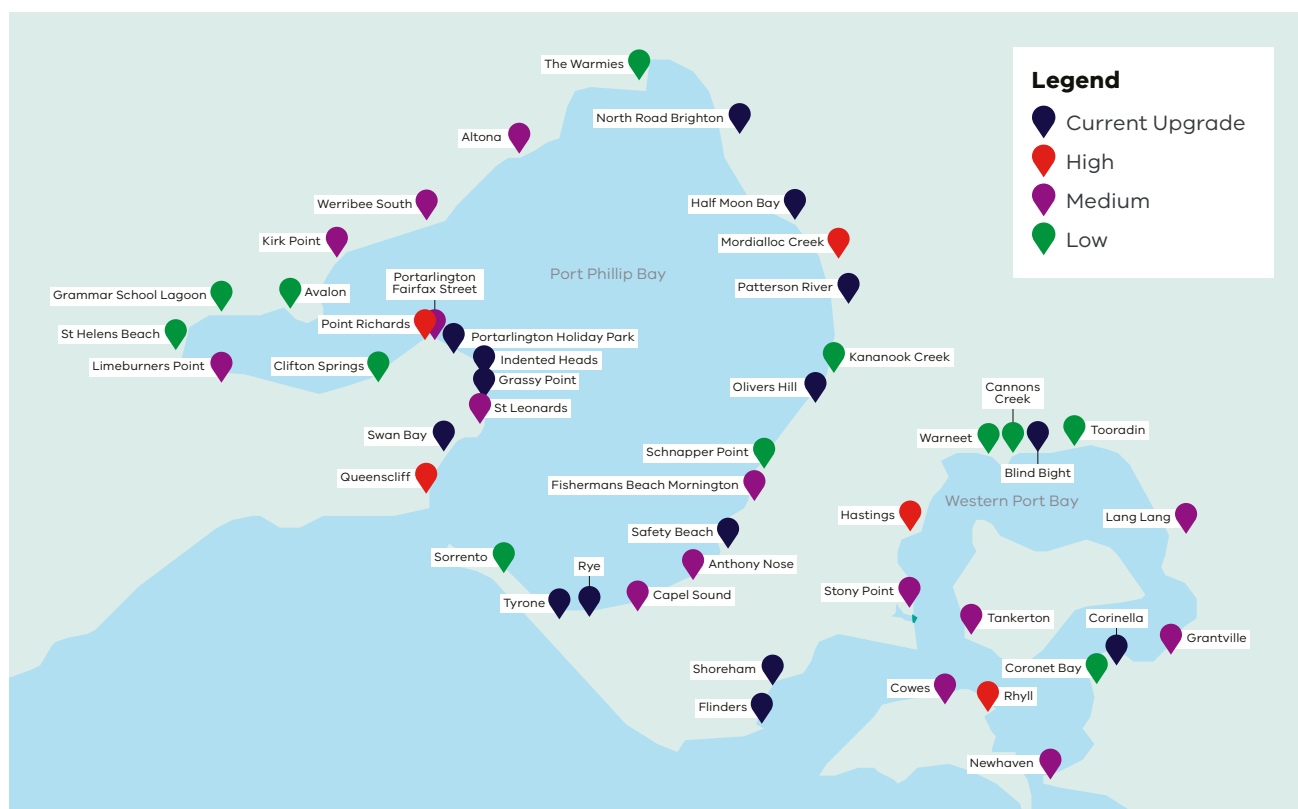 The Warmies
Legend
Current Upgrade
High
Medium
Low
North Road Brighton
Altona
Werribee South
Half Moon Bay
Kirk Point
Mordialloc Creek
Port Phillip Bay
Portarlington
Fairfax Street
Patterson River
Grammar School Lagoon
Avalon
Point Richards
St Helens Beach
Portarlington Holiday Park
Limeburners Point
Clifton Springs
Indented Heads
Kananook Creek
Grassy Point
Olivers Hill
Cannons
Creek
St Leonards
Swan Bay
Warneet
Tooradin
Schnapper Point
Blind Bight
Queenscliff
Fishermans Beach Mornington
Western Port Bay
Hastings
Lang Lang
Safety Beach
Sorrento
Rye
Anthony Nose
Stony Point
Capel Sound
Tyrone
Tankerton
Corinella
Grantville
Shoreham
Coronet Bay
Cowes
Rhyll
Flinders
Newhaven